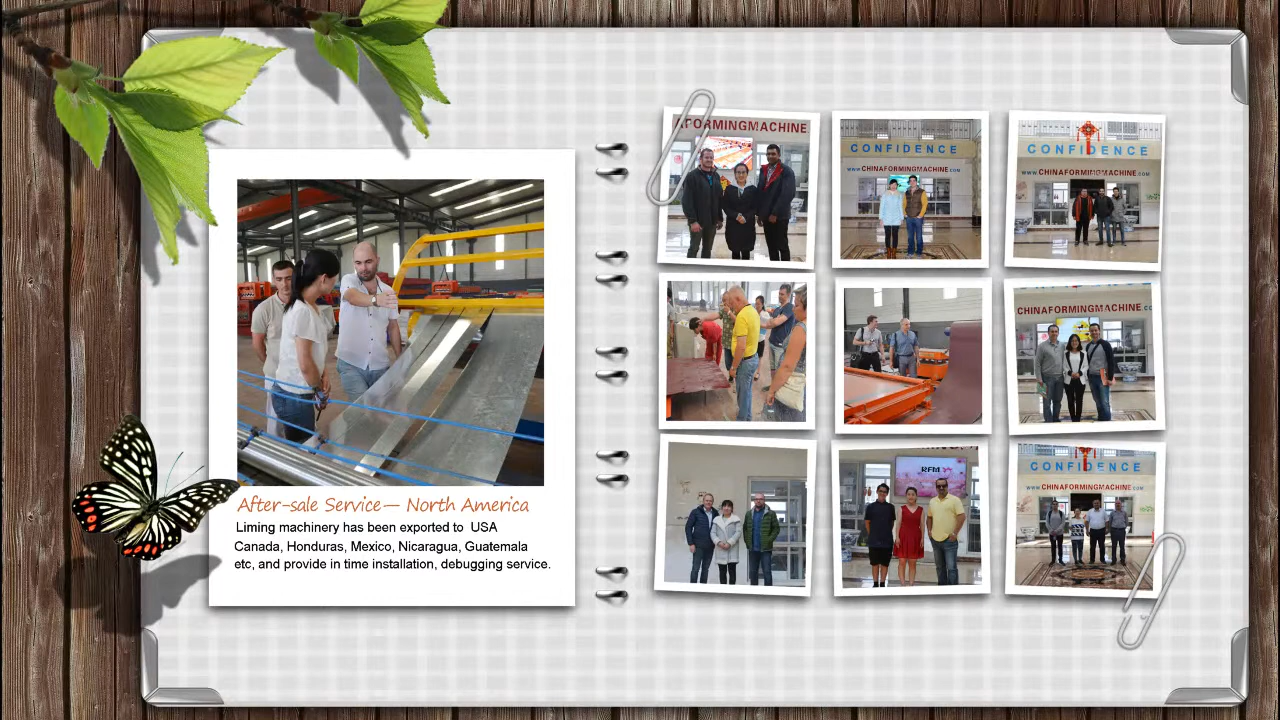 After-sale Service— North America
Liming machinery has been exported to USA
Canada, Honduras, Mexico, Nicaragua, Guatemala
etc, and provide in time installation, debugging service.
FORMINGMACHINE
CONFIDENCE
WWW.CHINAFORMINGMACHINE.COM
CONFIDENCE
WWW.CHINAFORMINGMACHINE.COM
CHINAFORMINGMACHINE.CO
RFM
CONFIDENCE
WWW.CHINAFORMINGMACHINE.COM